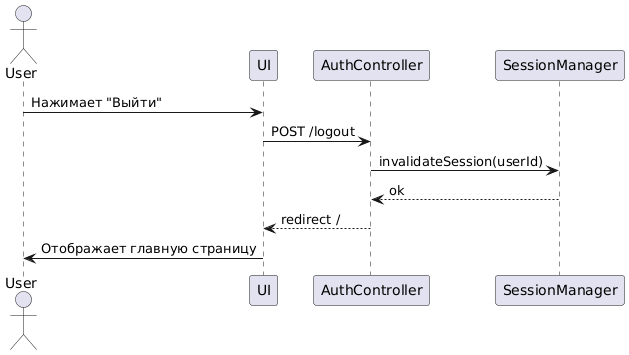 User
UI
AuthController
SessionManager
Нажимает "Выйти"
POST /logout
invalidateSession(userId)
ok
redirect /
Отображает главную страницу
User
UI
AuthController
SessionManager